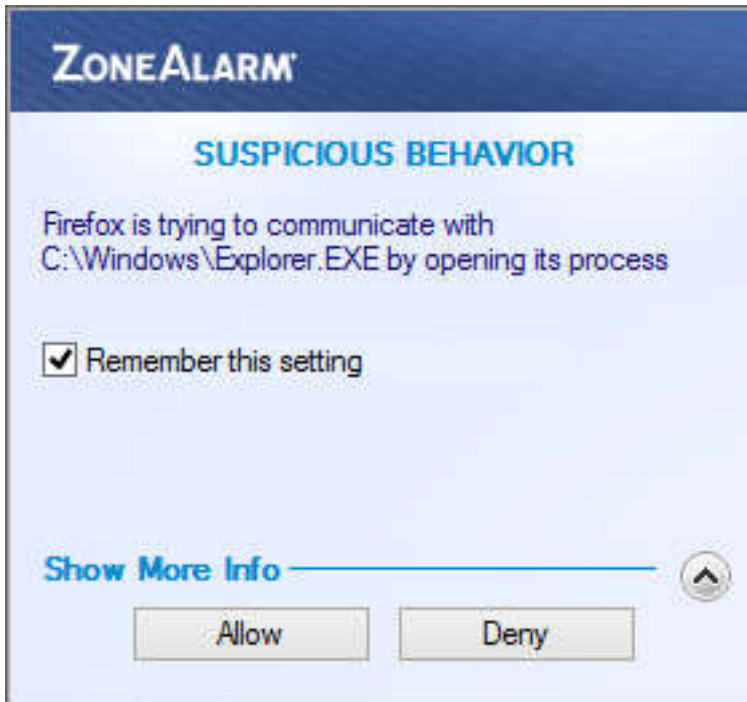 ZONEALARM
SUSPICIOUS BEHAVIOR
Firefox is trying to communicate with
C:\Windows\Explorer.EXE by opening its process
Remember this setting
Show More Info
Allow Deny